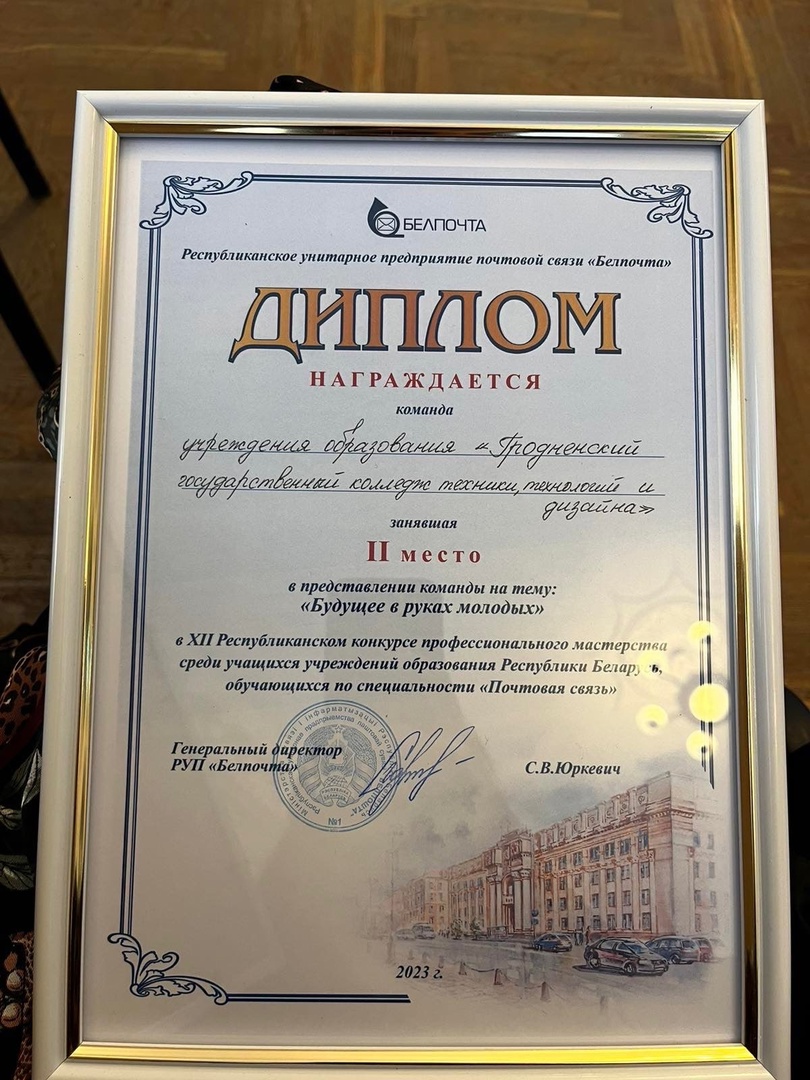 БЕЛПОЧТА
Республиканское унитарное предприятие почтовой связи «Белпочта»
ДИПЛОМ
НАГРАЖДАЕТСЯ
команда
учреждения образования «Гродненский
государственный колледж техники, технологий и
дизайна»
занявшая
II место
в представлении команды на тему:
«Будущее в руках молодых»
в XII Республиканском конкурсе профессионального мастерства
среди учащихся учреждений образования Республики Беларусь,
обучающихся по специальности «Почтовая связь»
Генеральный директор
РУП «Белпочта»
С.В.Юркевич
№1
2023 г.